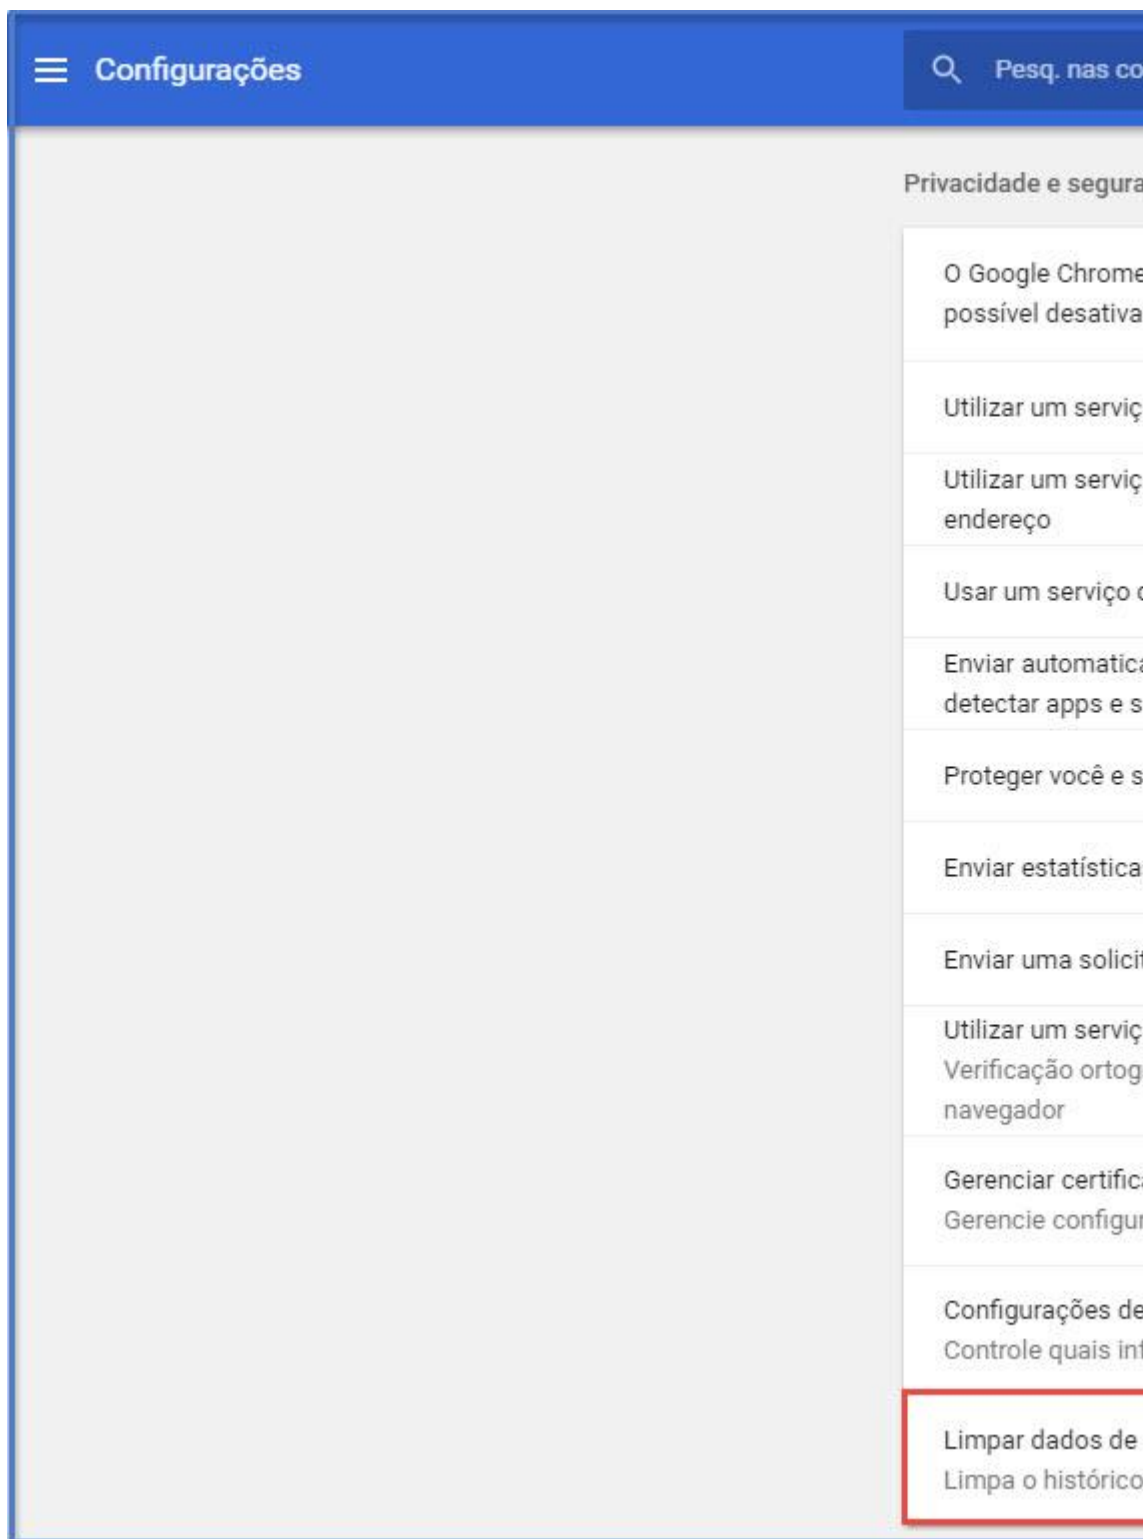 Configurações
Pesq. nas co
Privacidade e segura
O Google Chrome
possível desativa
Utilizar um serviç
Utilizar um serviç
endereço
Usar um serviço
Enviar automatica
detectar apps e s
Proteger você e s
Enviar estatística
Enviar uma solicit
Utilizar um serviç
Verificação ortog
navegador
Gerenciar certific
Gerencie configur
Configurações de
Controle quais inf
Limpar dados de
Limpa o histórico